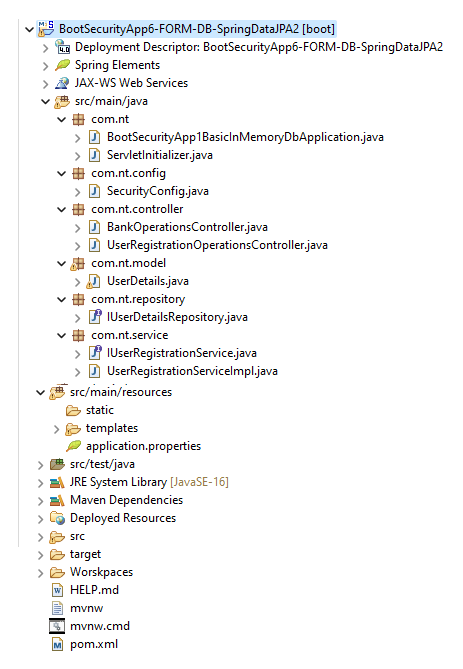 BootSecurityApp6-FORM-DB-SpringDataJPA2 [boot]
Deployment Descriptor: BootSecurityApp6-FORM-DB-SpringDataJPA2
Spring Elements
JAX-WS Web Services
src/main/java
com.nt
BootSecurityApp1BasicInMemoryDbApplication.java
ServletInitializer.java
com.nt.config
SecurityConfig.java
com.nt.controller
BankOperationsController.java
UserRegistrationOperationsController.java
com.nt.model
UserDetails.java
com.nt.repository
IUserDetailsRepository.java
com.nt.service
IUserRegistrationService.java
UserRegistrationServiceImpl.java
src/main/resources
static
templates
application.properties
src/test/java
JRE System Library [JavaSE-16]
Maven Dependencies
Deployed Resources
src
target
Worskpaces
HELP.md
mvnw
mvnw.cmd
pom.xml